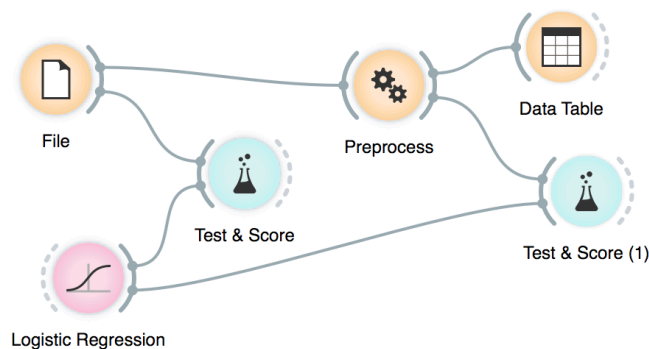 File
Preprocess
Data Table
Test & Score
Test & Score (1)
Logistic Regression